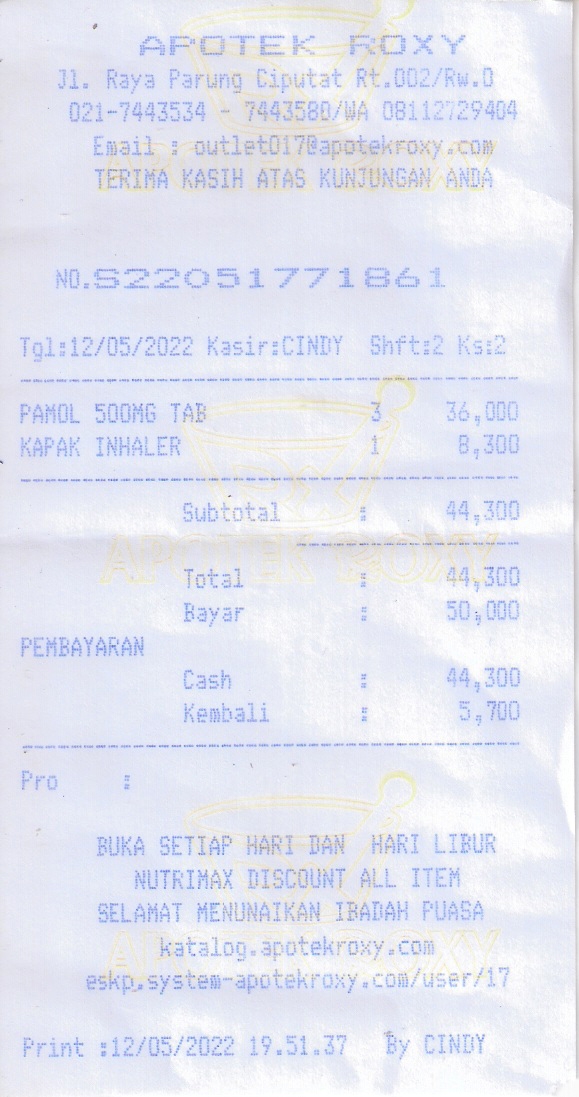 APOTEK ROXY
Jl. Raya Parung Ciputat Rt.002/Rw.0
021-7443534 - 7443580/WA 08112729404
Email : outlet017@apotekroxy.com
TERIMA KASIH ATAS KUNJUNGAN ANDA
NO.S22051771861
Tgl:12/05/2022 Kasir:CINDY Shft:2 Ks:2
PAMOL 500MG TAB 3 36,000
KAPAK INHALER 1 8,300
Subtotal : 44,300
Total : 44,300
Bayar : 50,000
PEMBAYARAN
Cash : 44,300
Kembali : 5,700
Pro :
BUKA SETIAP HARI DAN HARI LIBUR
NUTRIMAX DISCOUNT ALL ITEM
SELAMAT MENUNAIKAN IBADAH PUASA
katalog.apotekroxy.com
eskp.system-apotekroxy.com/user/17
Print :12/05/2022 19.51.37 By CINDY